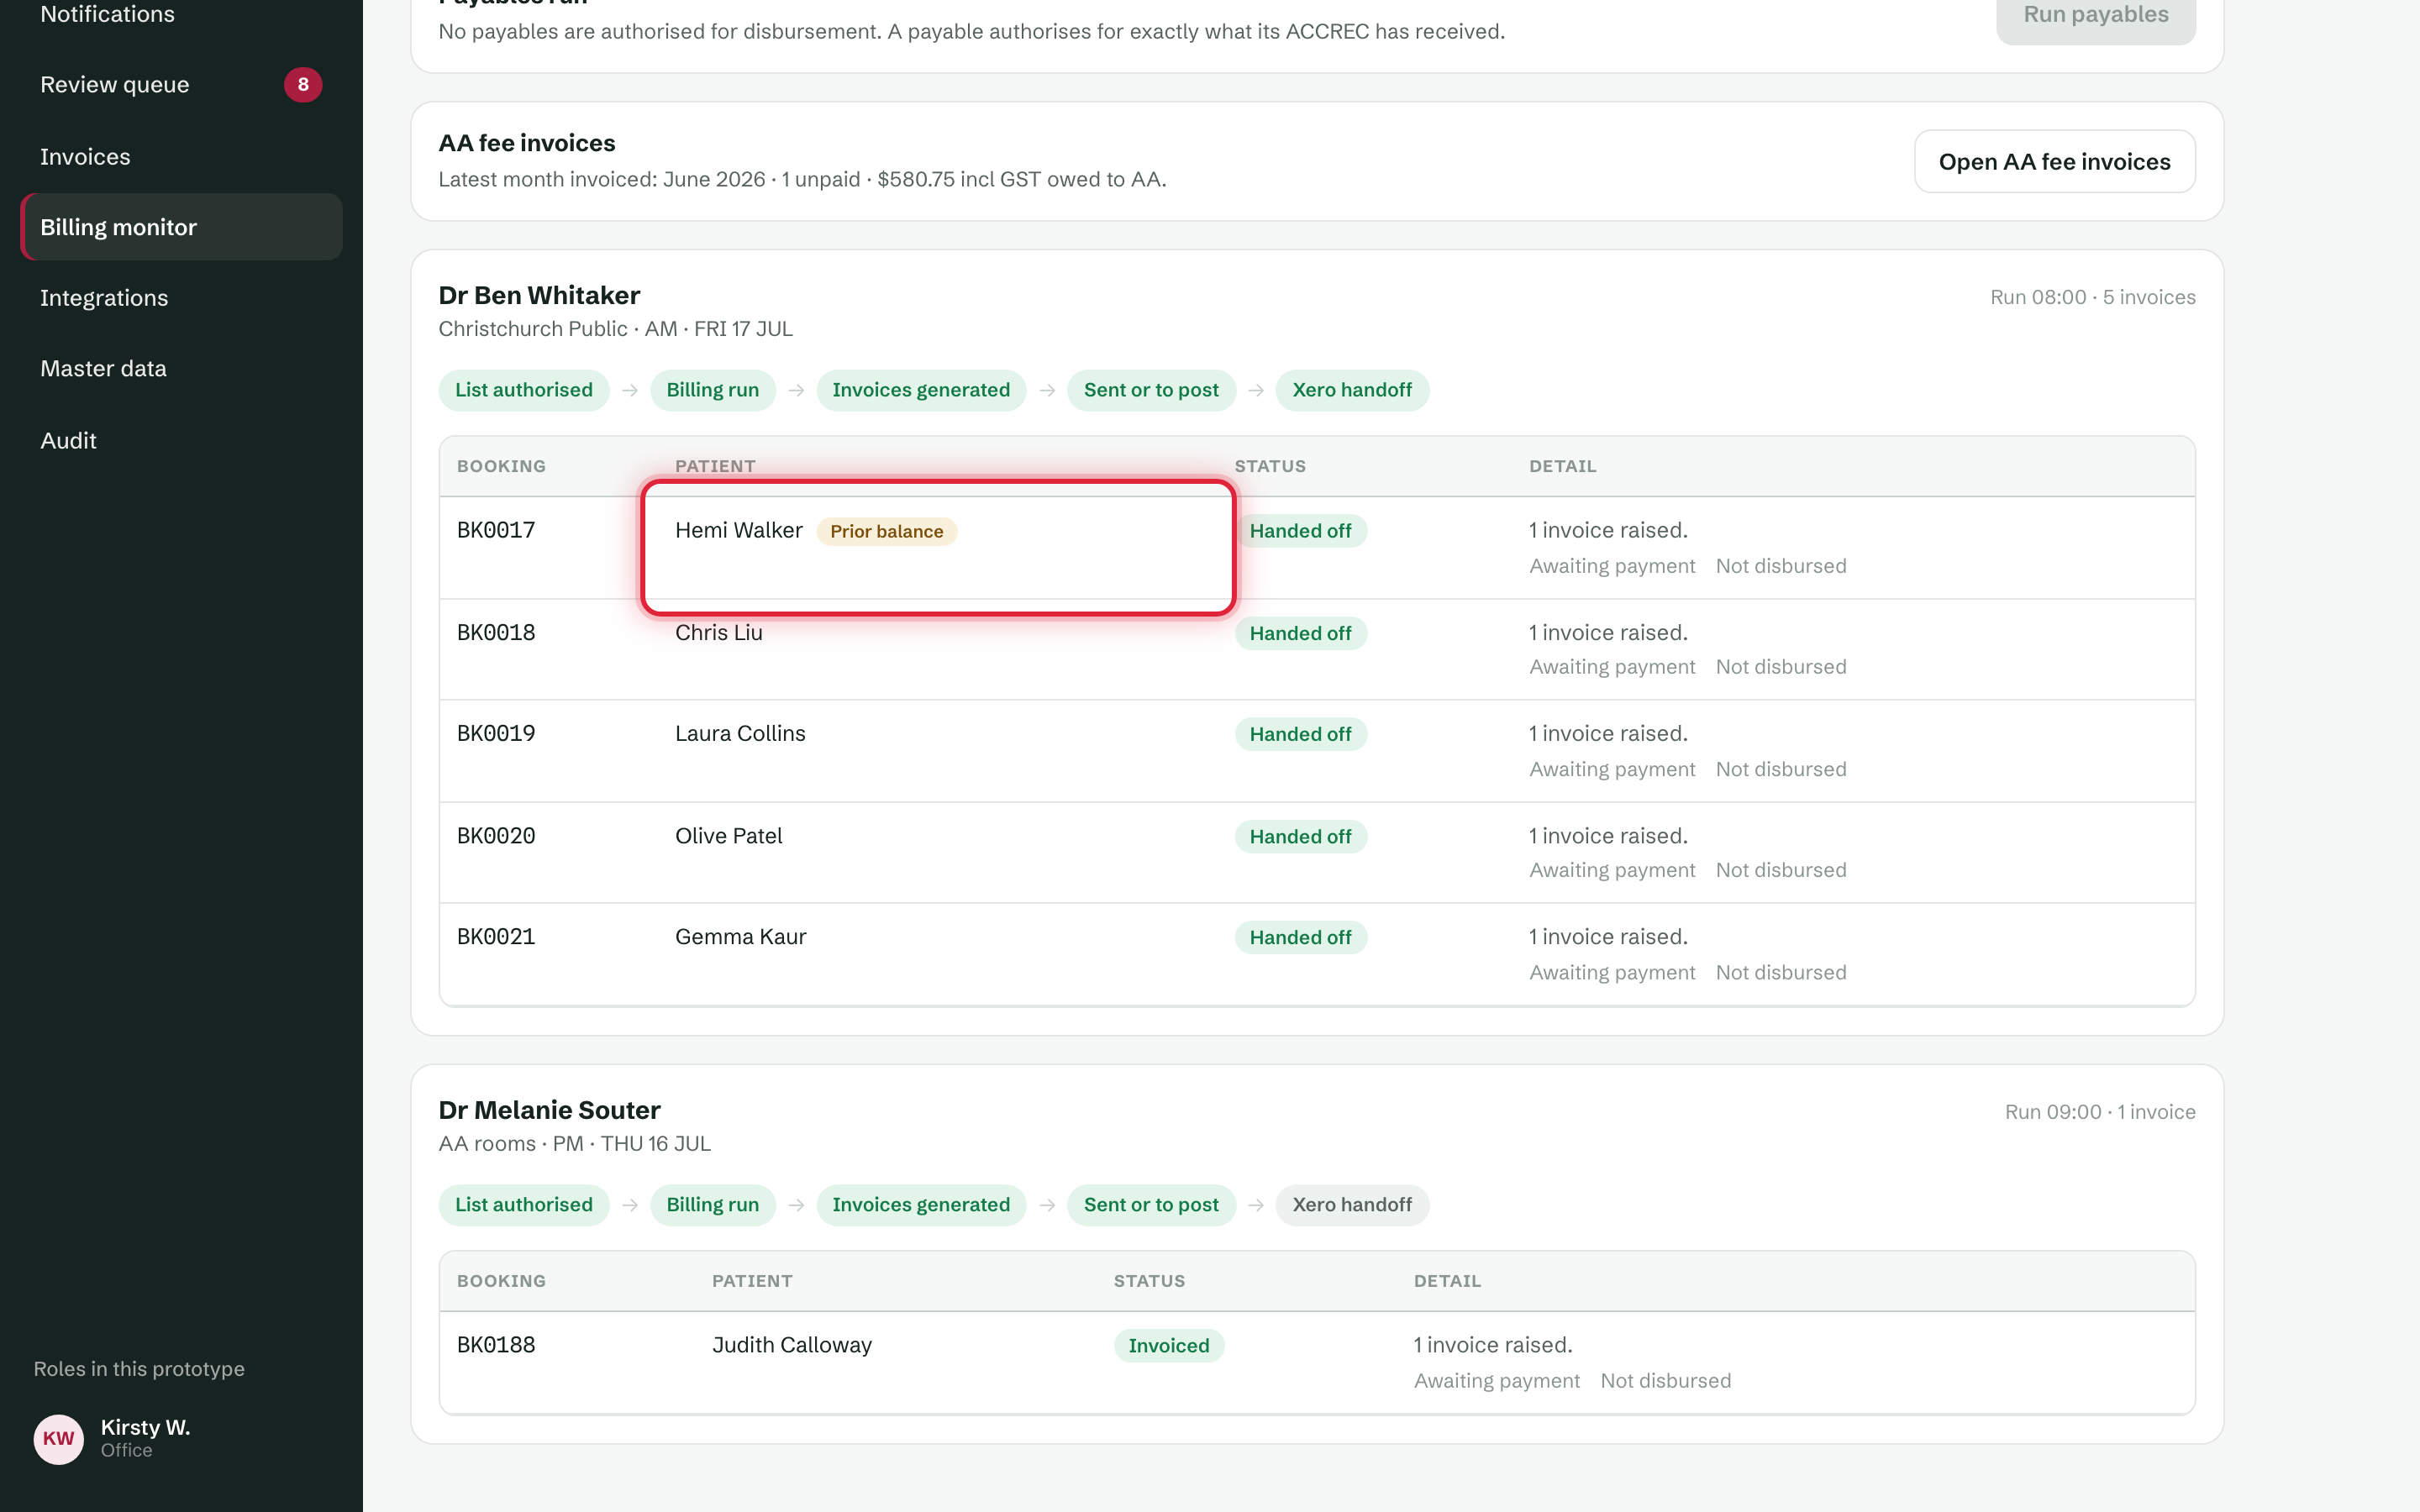 Notifications
Review queue 8
Invoices
Billing monitor
Integrations
Master data
Audit
Roles in this prototype
KW
Kirsty W.
Office
Payables run
No payables are authorised for disbursement. A payable authorises for exactly what its ACCREC has received.
Run payables
AA fee invoices
Latest month invoiced: June 2026 · 1 unpaid · $580.75 incl GST owed to AA.
Open AA fee invoices
Dr Ben Whitaker
Run 08:00 · 5 invoices
Christchurch Public · AM · FRI 17 JUL
List authorised → Billing run → Invoices generated → Sent or to post → Xero handoff
BOOKING PATIENT STATUS DETAIL
BK0017 Hemi Walker Prior balance Handed off 1 invoice raised.
Awaiting payment Not disbursed
BK0018 Chris Liu Handed off 1 invoice raised.
Awaiting payment Not disbursed
BK0019 Laura Collins Handed off 1 invoice raised.
Awaiting payment Not disbursed
BK0020 Olive Patel Handed off 1 invoice raised.
Awaiting payment Not disbursed
BK0021 Gemma Kaur Handed off 1 invoice raised.
Awaiting payment Not disbursed
Dr Melanie Souter
Run 09:00 · 1 invoice
AA rooms · PM · THU 16 JUL
List authorised → Billing run → Invoices generated → Sent or to post → Xero handoff
BOOKING PATIENT STATUS DETAIL
BK0188 Judith Calloway Invoiced 1 invoice raised.
Awaiting payment Not disbursed